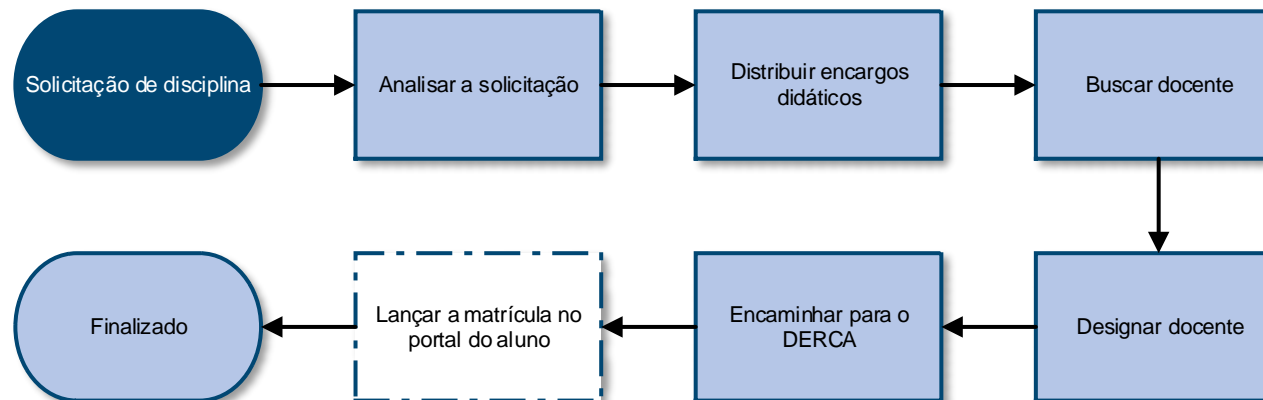 Solicitação de disciplina
Analisar a solicitação
Distribuir encargos
didáticos
Buscar docente
Finalizado
Lançar a matrícula no
portal do aluno
Encaminhar para o
DERCA
Designar docente